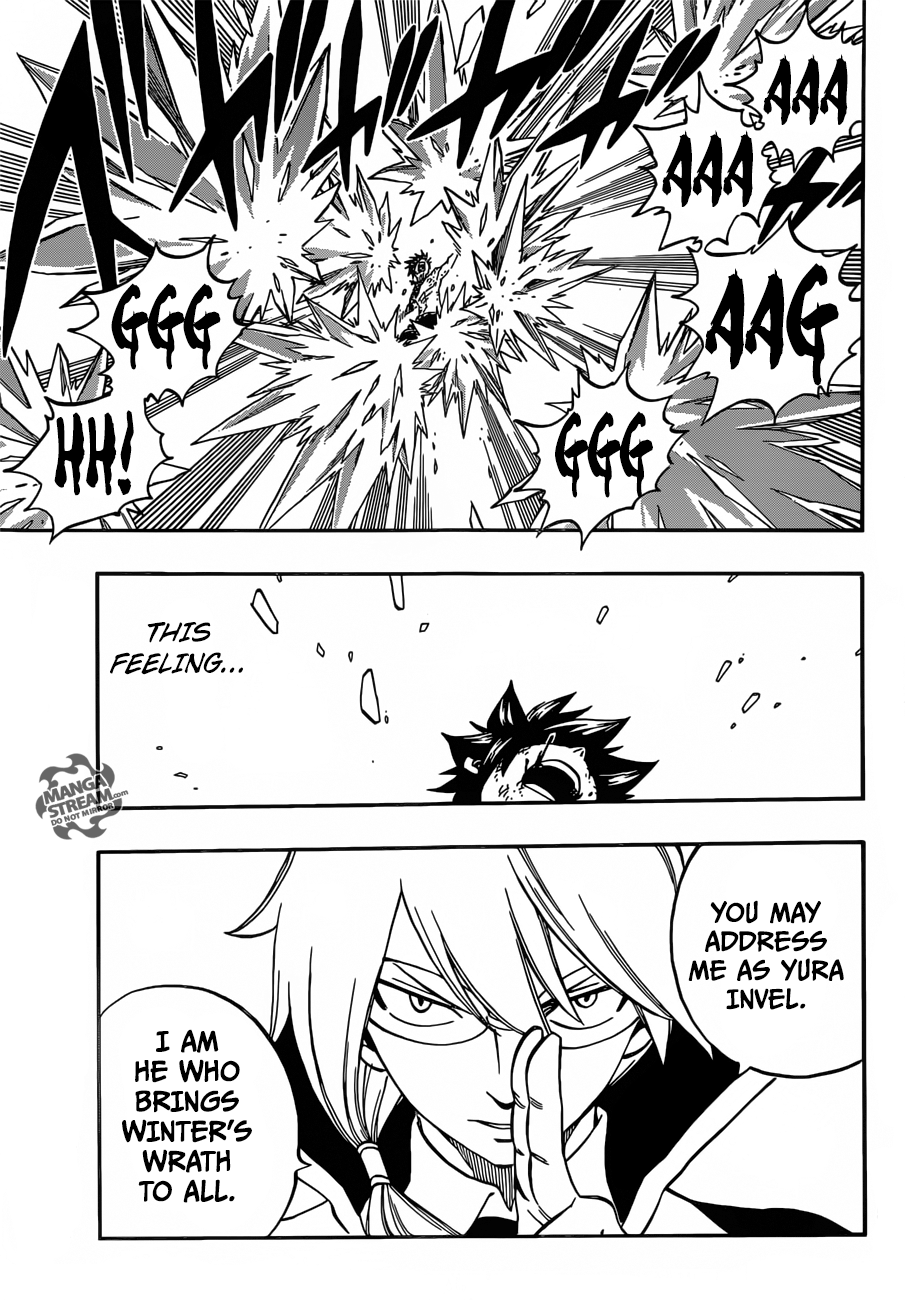 AAA
AAA
AAG
GGG
GGG
HH!
THIS
FEELING...
MANGA
STREAM.com
DO NOT MIRROR
YOU MAY
ADDRESS
ME AS YURA
INVEL.
I AM
HE WHO
BRINGS
WINTER'S
WRATH
TO ALL.